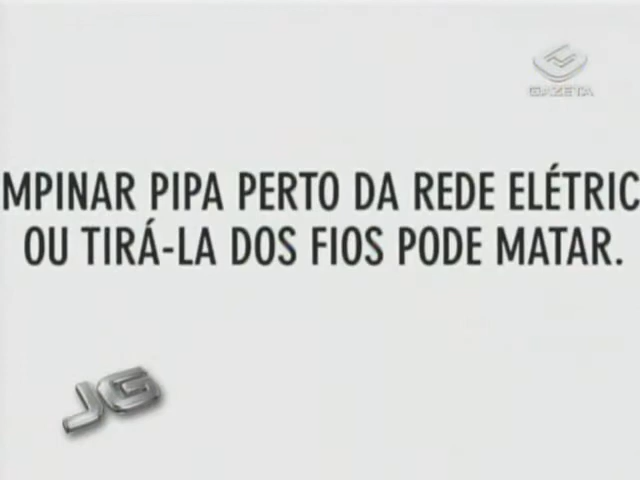 GAZETA
MPINAR PIPA PERTO DA REDE ELÉTRIC
OU TIRÁ-LA DOS FIOS PODE MATAR.
JG